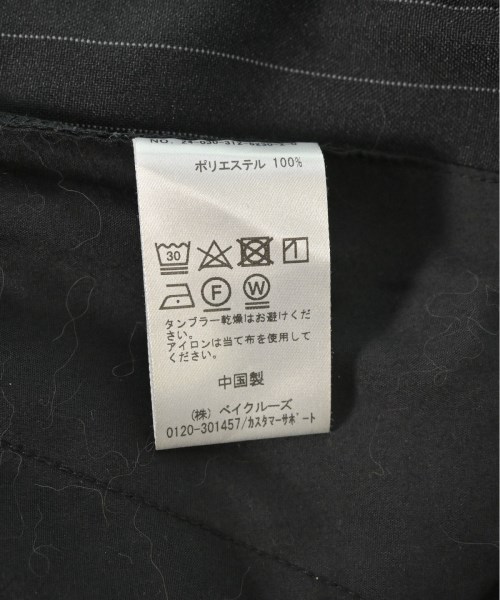 ポリエステル 100%
30
F W
タンブラー乾燥はお避けくださ
い。
アイロンは当て布を使用して
ください。
中国製
(株) ベイクルーズ
0120-301457/カスタマーサポート